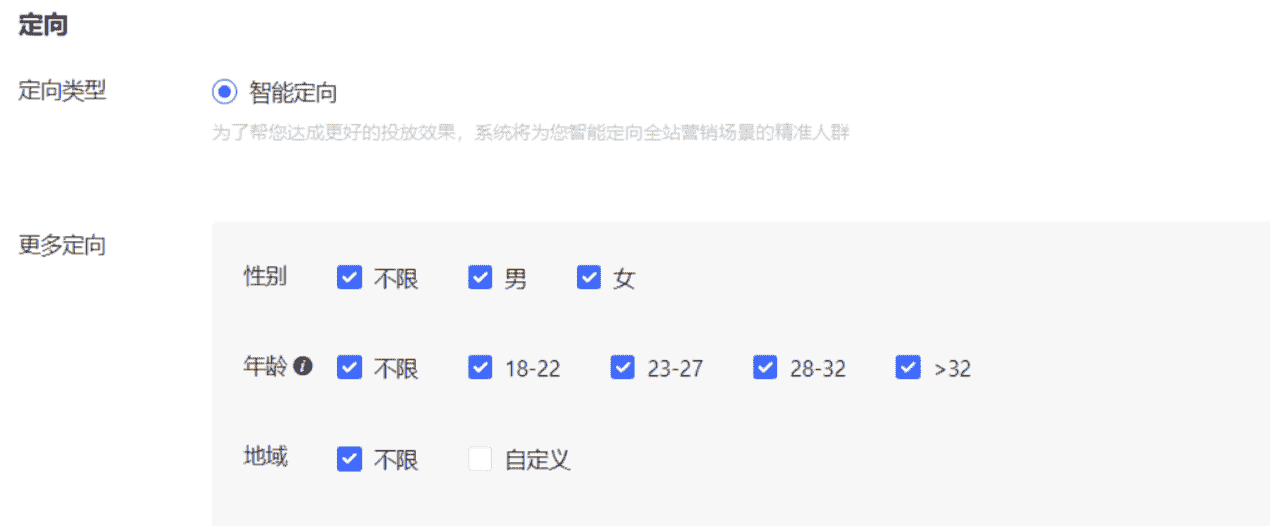 定向
定向类型 智能定向
为了帮您达成更好的投放效果，系统将为您智能定向全站营销场景的精准人群
更多定向
性别 不限 男 女
年龄 i 不限 18-22 23-27 28-32 >32
地域 不限 自定义